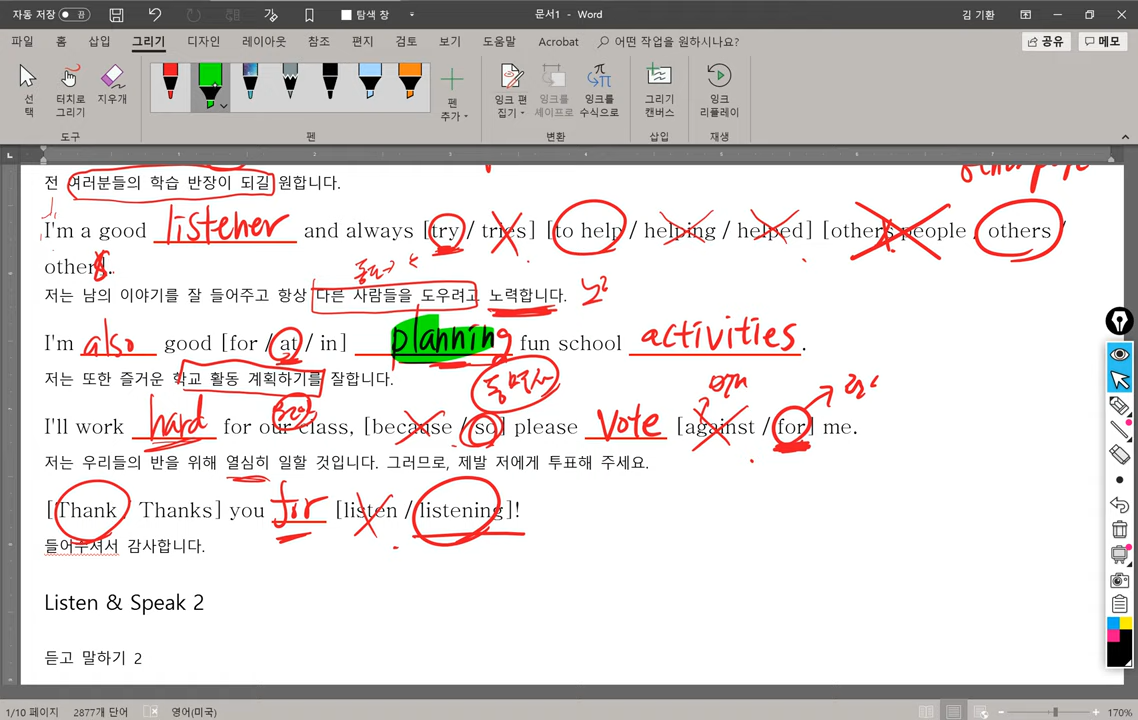 자동 저장 끔 탐색 창 문서1 - Word 김 기환
파일 홈 삽입 그리기 디자인 레이아웃 참조 편지 검토 보기 도움말 Acrobat 어떤 작업을 원하시나요? 공유 메모
선택 터치로 그리기 지우개 펜 추가 잉크 편집기 잉크를 셰이프로 잉크를 수식으로 그리기 캔버스 잉크 리플레이
도구 펜 변환 삽입 재생
전 여러분들의 학습 반장이 되길 원합니다.
I'm a good listener and always [try / tries] [to help / helping / helped] [others people / others /
other].
저는 남의 이야기를 잘 들어주고 항상 다른 사람들을 도우려고 노력합니다.
I'm also good [for / at / in] planning fun school activities.
저는 또한 즐거운 학교 활동 계획하기를 잘합니다.
동명사
I'll work hard for our class, [because / so] please vote [against / for] me.
저는 우리들의 반을 위해 열심히 일할 것입니다. 그러므로, 제발 저에게 투표해 주세요.
[Thank Thanks] you for [listen / listening]!
들어주셔서 감사합니다.
Listen & Speak 2
듣고 말하기 2
1/10 페이지 2877개 단어 영어(미국) 170%